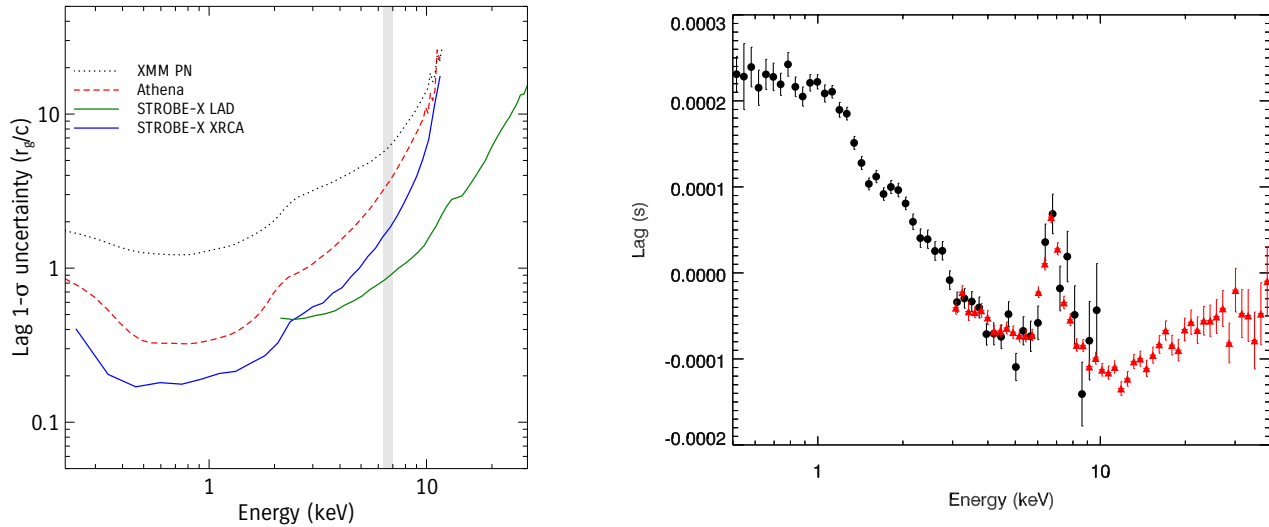 Lag 1-σ uncertainty (r_g/c)
10
1
0.1
XMM PN
Athena
STROBE-X LAD
STROBE-X XRCA
1
10
Energy (keV)
Lag (s)
0.0003
0.0002
0.0001
0.0000
-0.0001
-0.0002
1
10
Energy (keV)